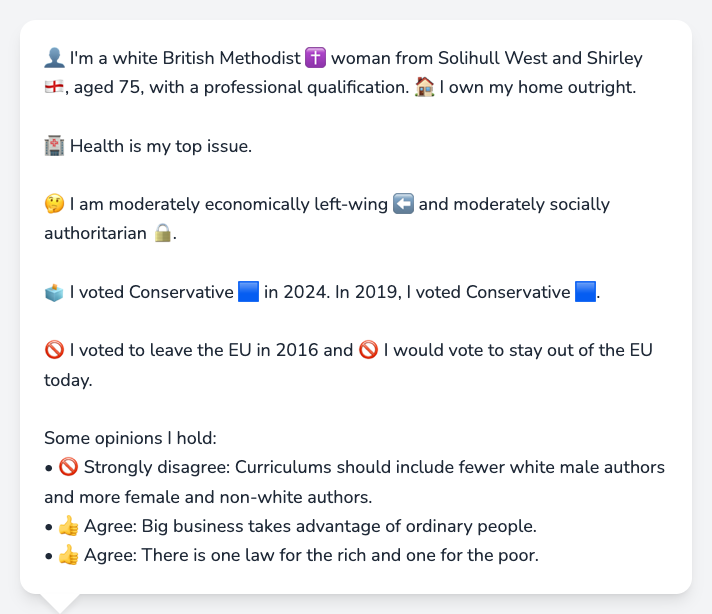 👤 I'm a white British Methodist ✝️ woman from Solihull West and Shirley
🏴󠁧󠁢󠁥󠁮󠁧󠁿, aged 75, with a professional qualification. 🏠 I own my home outright.
🏥 Health is my top issue.
🤔 I am moderately economically left-wing ⬅️ and moderately socially
authoritarian 🔒.
🗳️ I voted Conservative 🟦 in 2024. In 2019, I voted Conservative 🟦.
🚫 I voted to leave the EU in 2016 and 🚫 I would vote to stay out of the EU
today.
Some opinions I hold:
• 🚫 Strongly disagree: Curriculums should include fewer white male authors
and more female and non-white authors.
• 👍 Agree: Big business takes advantage of ordinary people.
• 👍 Agree: There is one law for the rich and one for the poor.